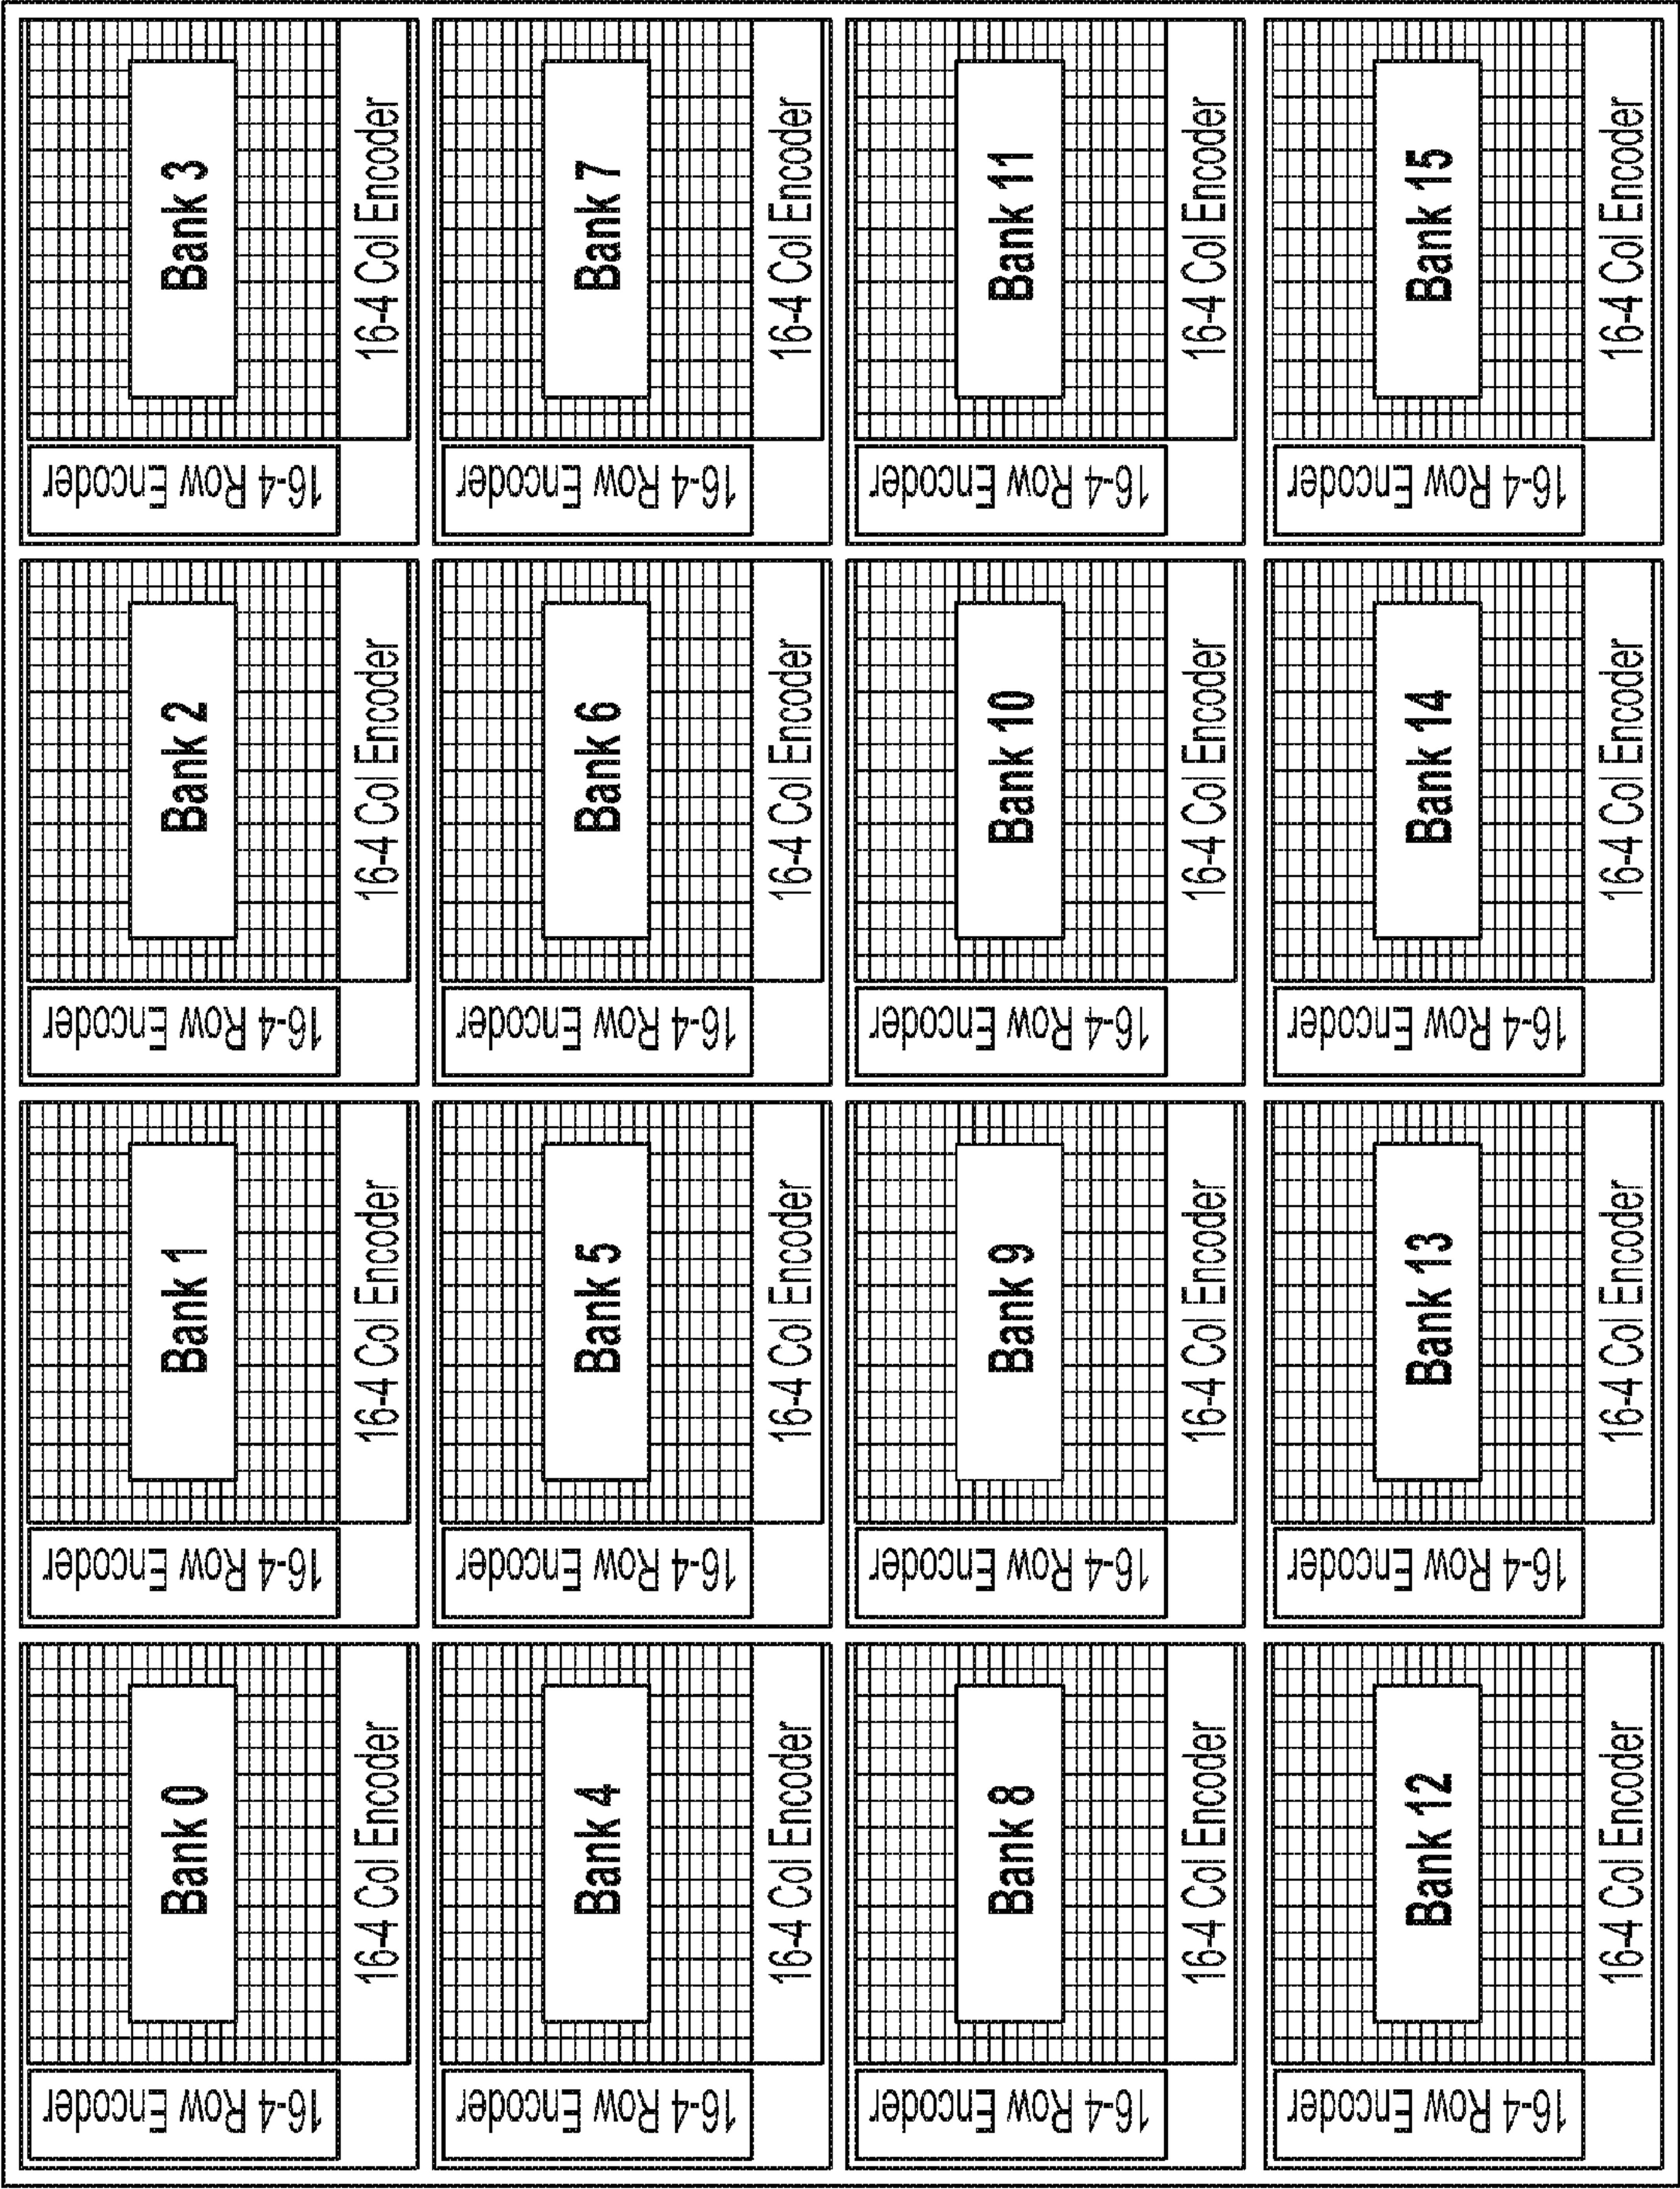 16-4 Row Encoder
Bank 0
16-4 Col Encoder
16-4 Row Encoder
Bank 1
16-4 Col Encoder
16-4 Row Encoder
Bank 2
16-4 Col Encoder
16-4 Row Encoder
Bank 3
16-4 Col Encoder
16-4 Row Encoder
Bank 4
16-4 Col Encoder
16-4 Row Encoder
Bank 5
16-4 Col Encoder
16-4 Row Encoder
Bank 6
16-4 Col Encoder
16-4 Row Encoder
Bank 7
16-4 Col Encoder
16-4 Row Encoder
Bank 8
16-4 Col Encoder
16-4 Row Encoder
Bank 9
16-4 Col Encoder
16-4 Row Encoder
Bank 10
16-4 Col Encoder
16-4 Row Encoder
Bank 11
16-4 Col Encoder
16-4 Row Encoder
Bank 12
16-4 Col Encoder
16-4 Row Encoder
Bank 13
16-4 Col Encoder
16-4 Row Encoder
Bank 14
16-4 Col Encoder
16-4 Row Encoder
Bank 15
16-4 Col Encoder